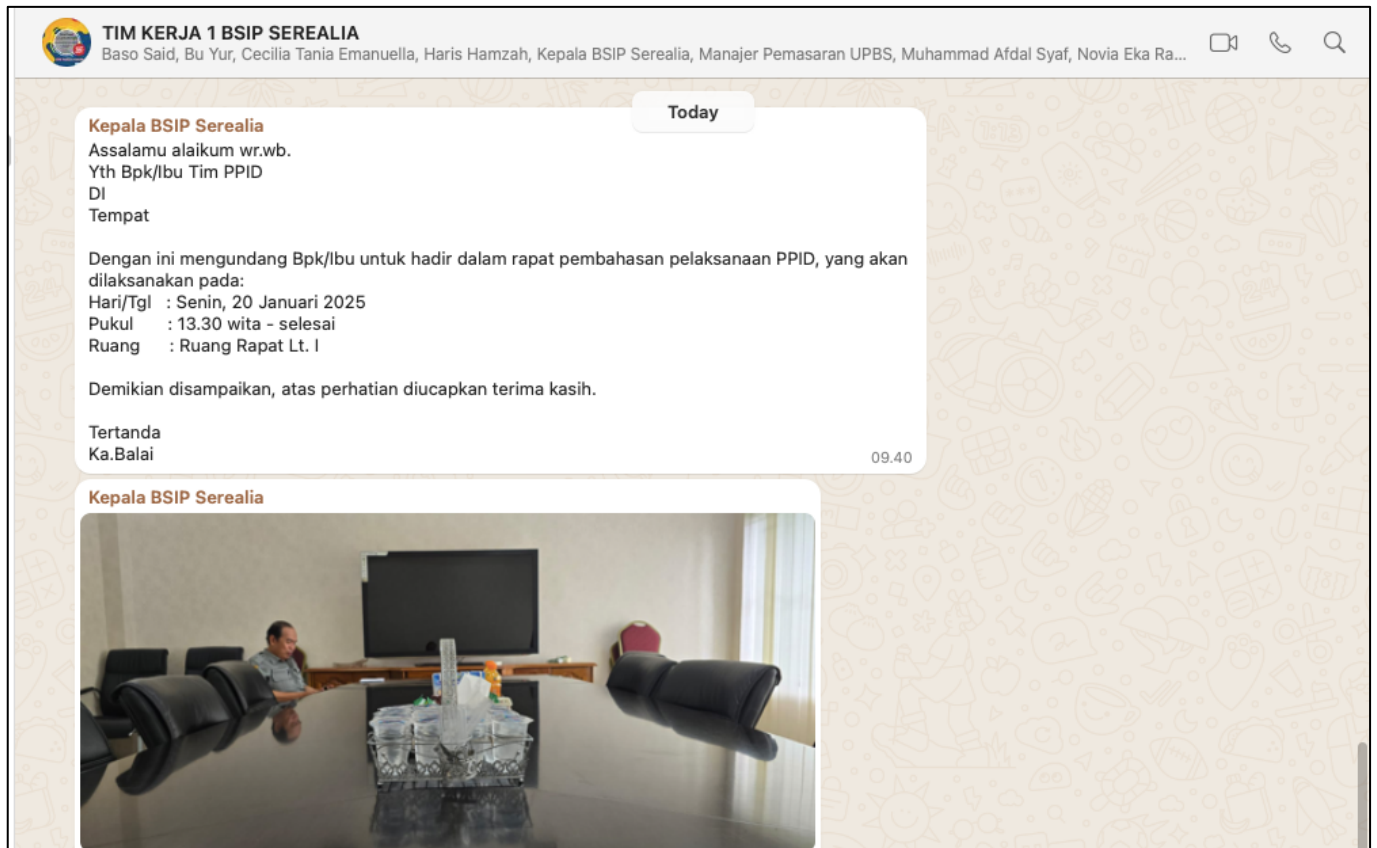 TIM KERJA 1 BSIP SEREALIA
Baso Said, Bu Yur, Cecilia Tania Emanuella, Haris Hamzah, Kepala BSIP Serealia, Manajer Pemasaran UPBS, Muhammad Afdal Syaf, Novia Eka Ra...
Today
Kepala BSIP Serealia
Assalamu alaikum wr.wb.
Yth Bpk/Ibu Tim PPID
DI
Tempat
Dengan ini mengundang Bpk/Ibu untuk hadir dalam rapat pembahasan pelaksanaan PPID, yang akan
dilaksanakan pada:
Hari/Tgl : Senin, 20 Januari 2025
Pukul : 13.30 wita - selesai
Ruang : Ruang Rapat Lt. I
Demikian disampaikan, atas perhatian diucapkan terima kasih.
Tertanda
Ka.Balai
09.40
Kepala BSIP Serealia